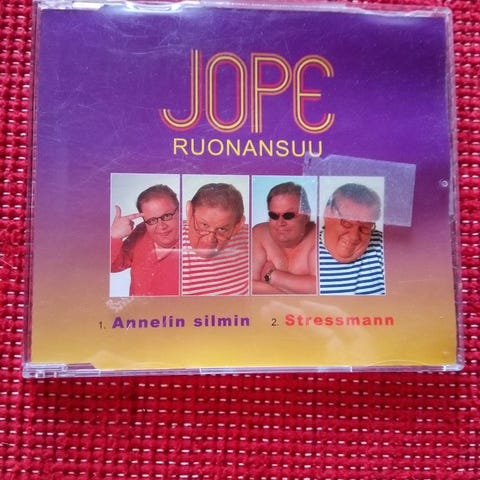 JOPE
RUONANSUU
1. Annelin silmin 2. Stressmann